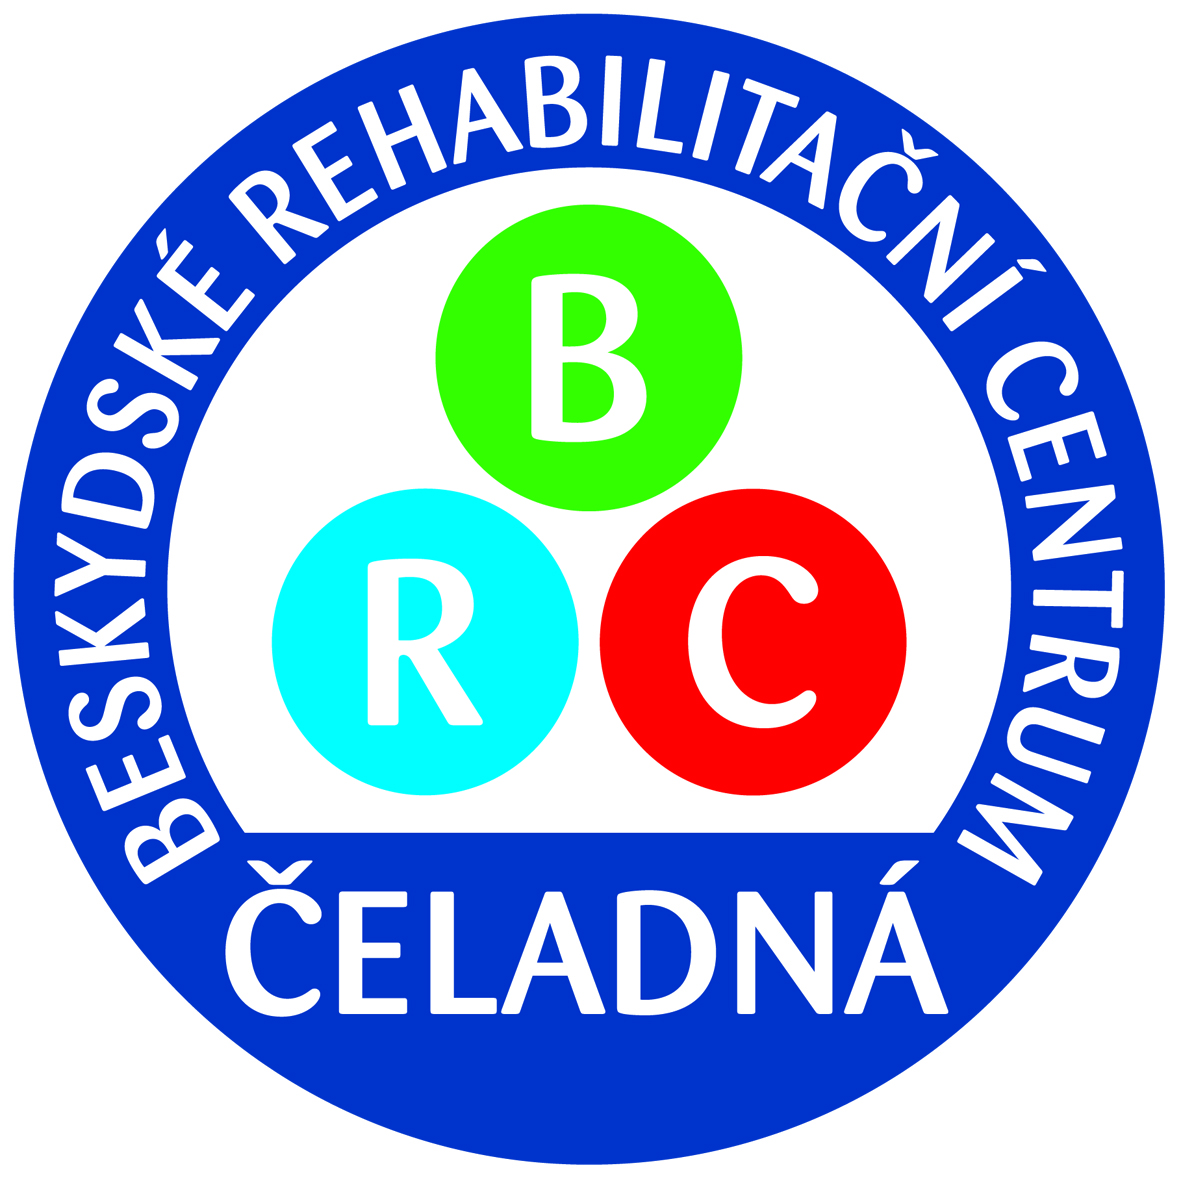 BESKYDSKÉ REHABILITAČNÍ CENTRUM
B
R C
ČELADNÁ